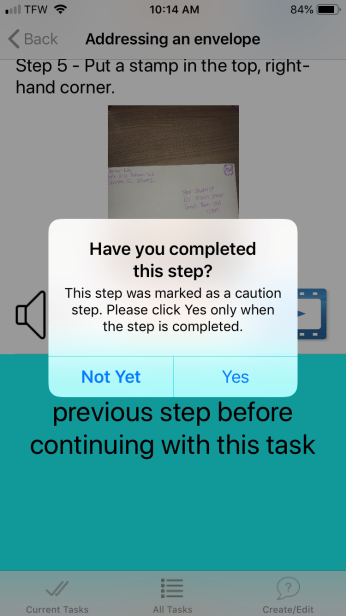 TFW 10:14 AM 84%
Back Addressing an envelope
Step 5 - Put a stamp in the top, right-
hand corner.
Have you completed
this step?
This step was marked as a caution
step. Please click Yes only when
the step is completed.
Not Yet Yes
previous step before
continuing with this task
Current Tasks All Tasks Create/Edit